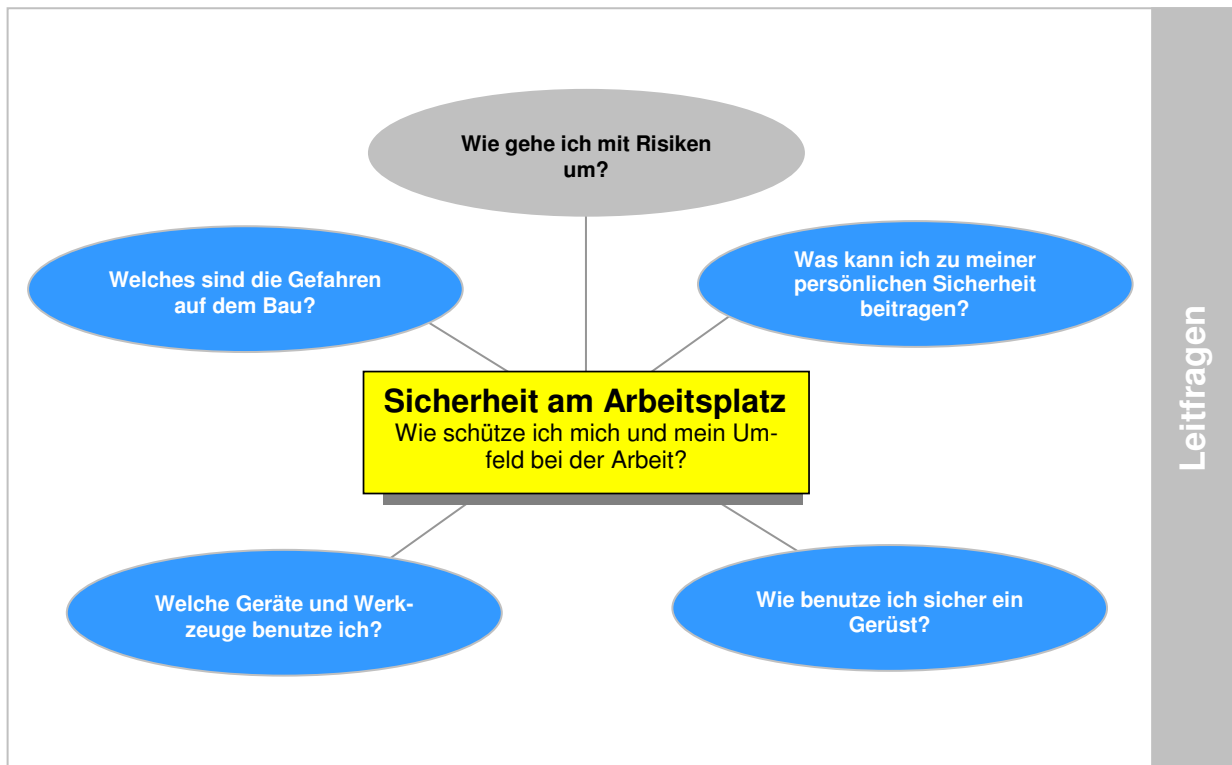 Wie gehe ich mit Risiken
um?
Welches sind die Gefahren
auf dem Bau?
Was kann ich zu meiner
persönlichen Sicherheit
beitragen?
Sicherheit am Arbeitsplatz
Wie schütze ich mich und mein Um-
feld bei der Arbeit?
Welche Geräte und Werk-
zeuge benutze ich?
Wie benutze ich sicher ein
Gerüst?
Leitfragen